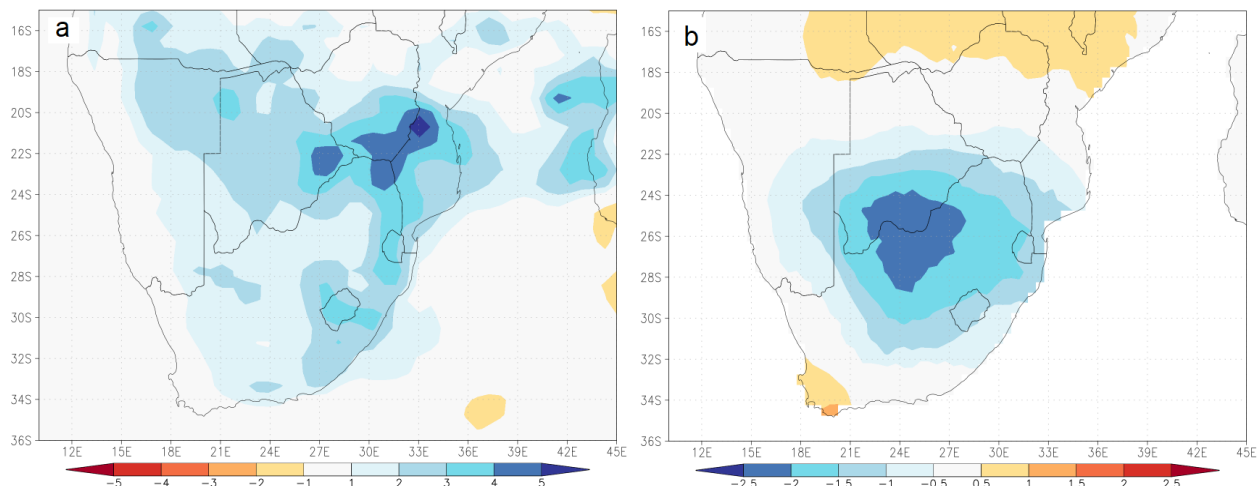 a
16S
18S
20S
22S
24S
26S
28S
30S
32S
34S
36S
12E 15E 18E 21E 24E 27E 30E 33E 36E 39E 42E 45E
-5 -4 -3 -2 -1 1 2 3 4 5
b
16S
18S
20S
22S
24S
26S
28S
30S
32S
34S
36S
12E 15E 18E 21E 24E 27E 30E 33E 36E 39E 42E 45E
-2.5 -2 -1.5 -1 -0.5 0.5 1 1.5 2 2.5